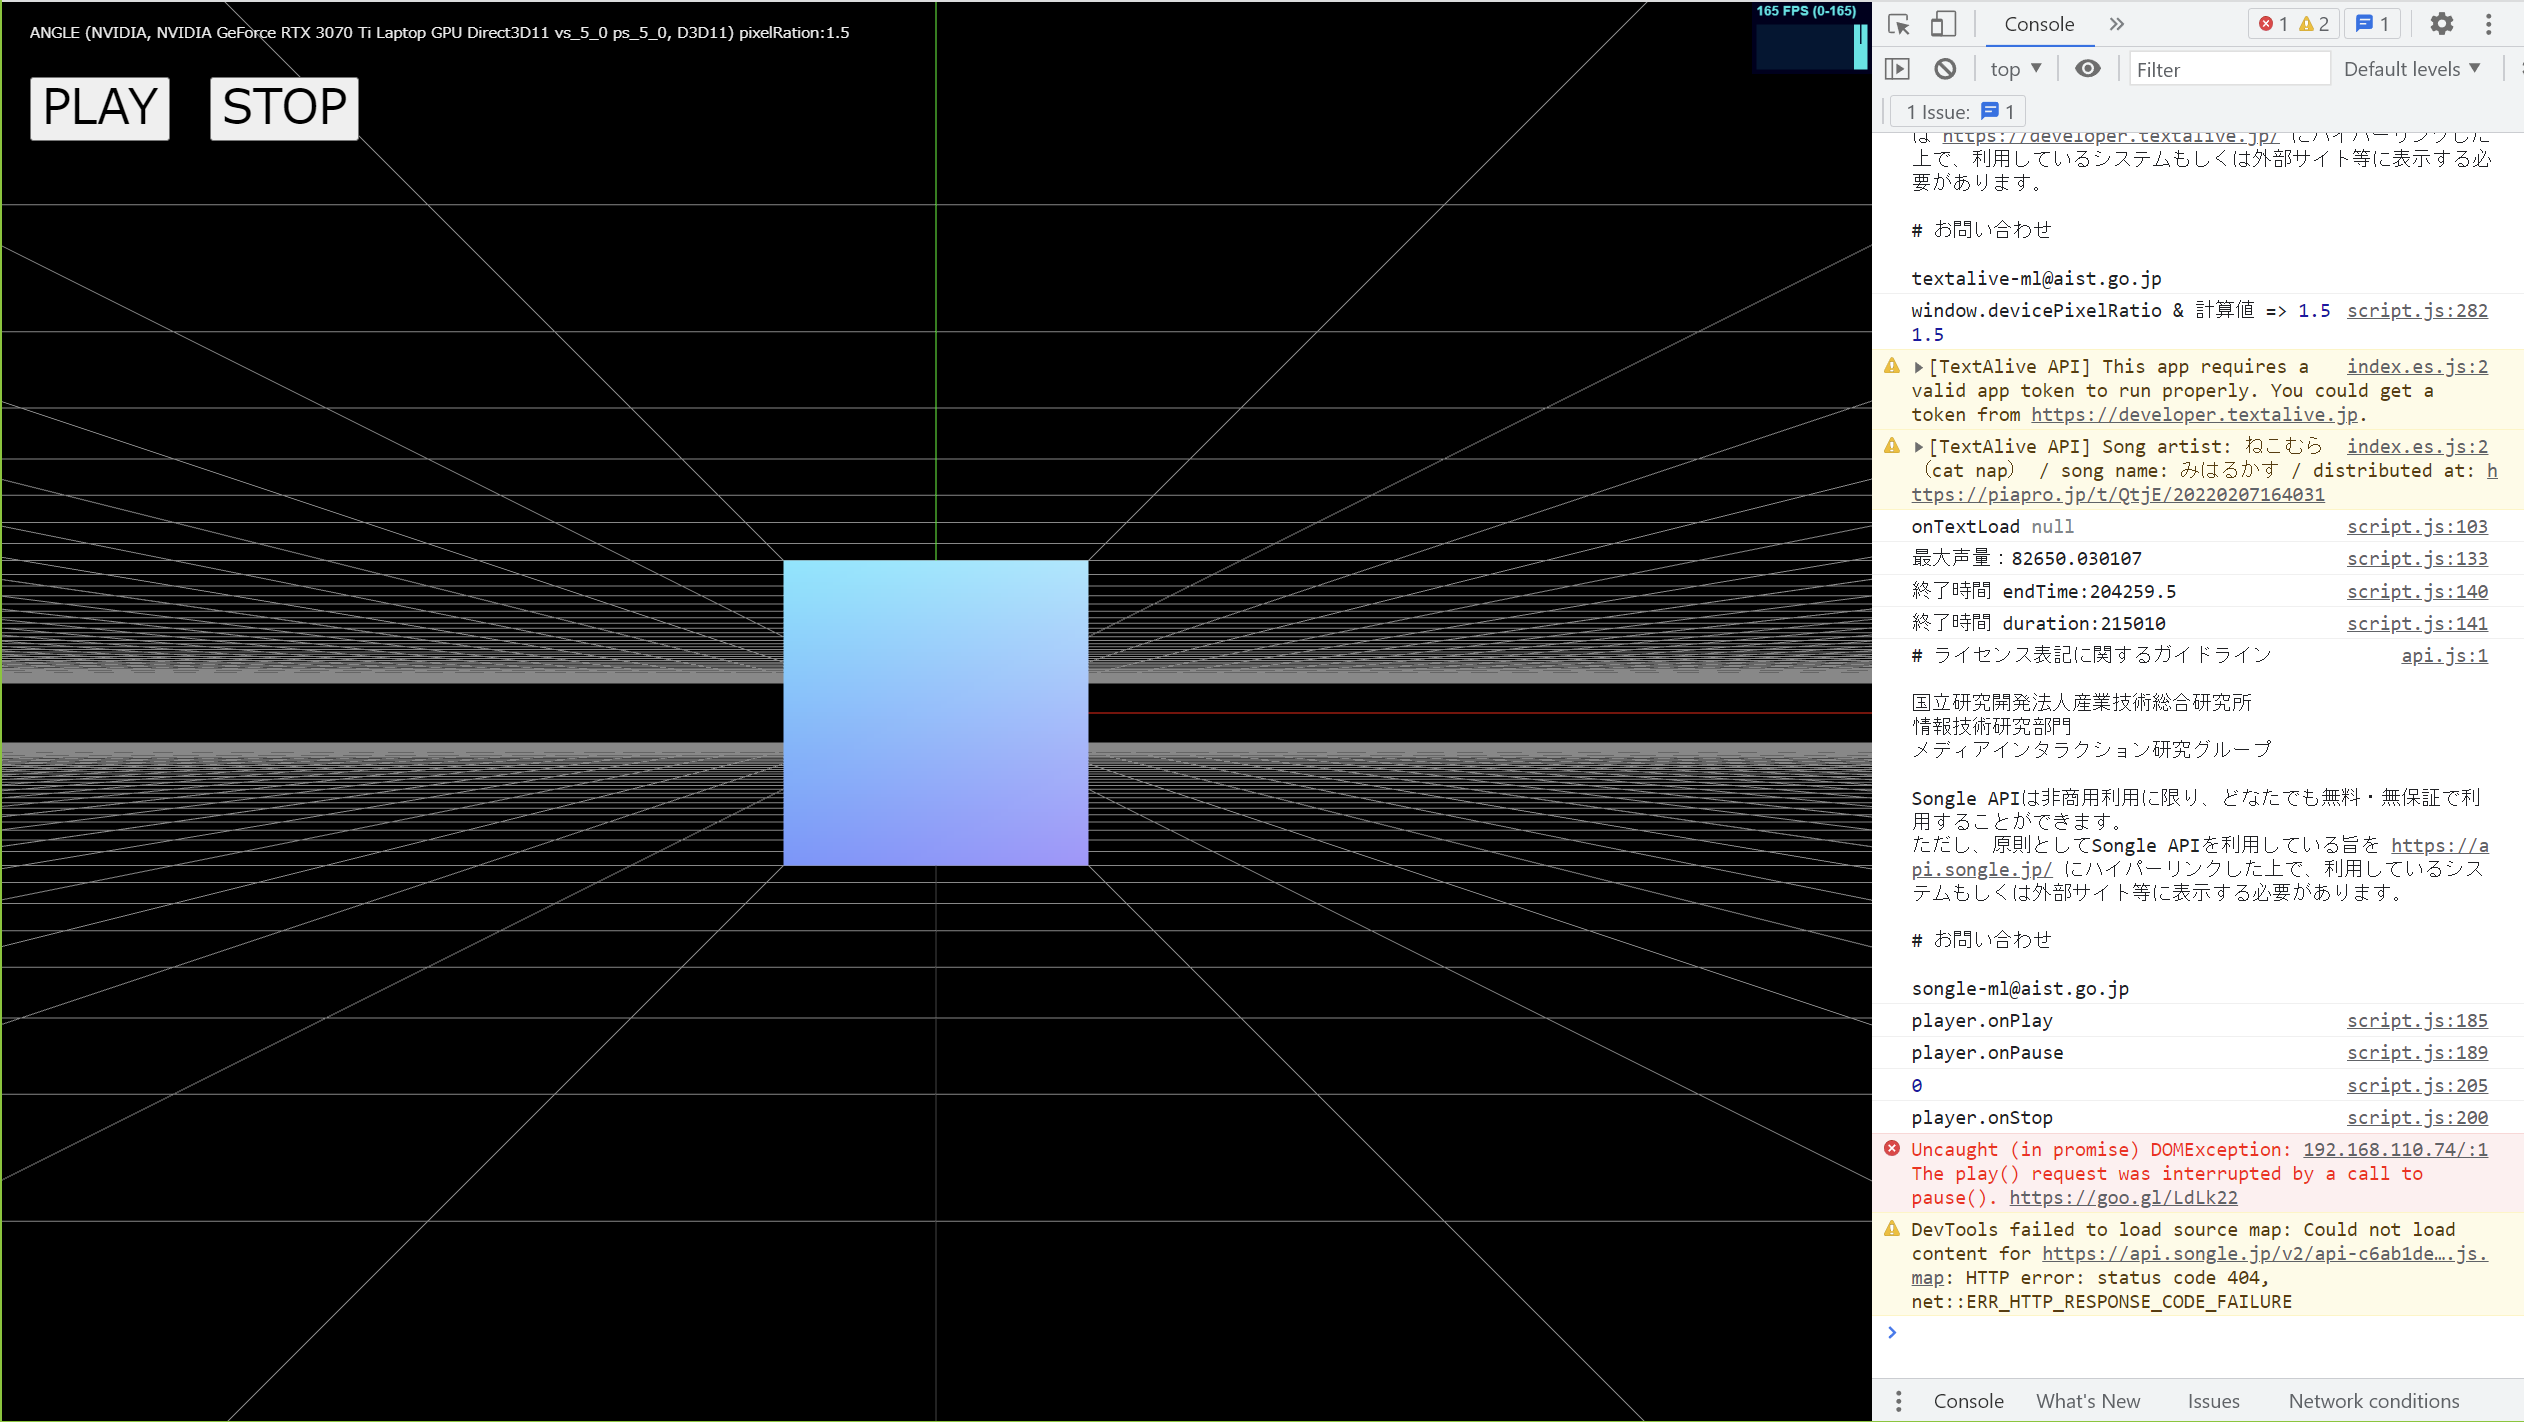 ANGLE (NVIDIA, NVIDIA GeForce RTX 3070 Ti Laptop GPU Direct3D11 vs_5_0 ps_5_0, D3D11) pixelRation:1.5
165 FPS (0-165)
PLAY STOP
Console 1 2 1
top Filter Default levels
1 Issue: 1
は https://developer.textalive.jp/ にハイパーリンクした
上で、利用しているシステムもしくは外部サイト等に表示する必
要があります。
# お問い合わせ
textalive-ml@aist.go.jp
window.devicePixelRatio & 計算値 => 1.5 script.js:282
1.5
[TextAlive API] This app requires a index.es.js:2
valid app token to run properly. You could get a
token from https://developer.textalive.jp.
[TextAlive API] Song artist: ねこむら index.es.js:2
（cat nap） / song name: みはるかす / distributed at: h
ttps://piapro.jp/t/QtjE/20220207164031
onTextLoad null script.js:103
最大声量：82650.030107 script.js:133
終了時間 endTime:204259.5 script.js:140
終了時間 duration:215010 script.js:141
# ライセンス表記に関するガイドライン api.js:1
国立研究開発法人産業技術総合研究所
情報技術研究部門
メディアインタラクション研究グループ
Songle APIは非商用利用に限り、どなたでも無料・無保証で利
用することができます。
ただし、原則としてSongle APIを利用している旨を https://a
pi.songle.jp/ にハイパーリンクした上で、利用しているシス
テムもしくは外部サイト等に表示する必要があります。
# お問い合わせ
songle-ml@aist.go.jp
player.onPlay script.js:185
player.onPause script.js:189
0 script.js:205
player.onStop script.js:200
Uncaught (in promise) DOMException: 192.168.110.74/:1
The play() request was interrupted by a call to
pause(). https://goo.gl/LdLk22
DevTools failed to load source map: Could not load
content for https://api.songle.jp/v2/api-c6ab1de….js.
map: HTTP error: status code 404,
net::ERR_HTTP_RESPONSE_CODE_FAILURE
Console What's New Issues Network conditions